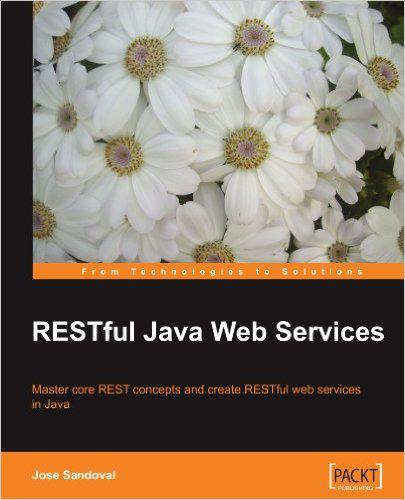 From Technologies to Solutions
RESTful Java Web Services
Master core REST concepts and create RESTful web services
in Java
Jose Sandoval
[PACKT]
PUBLISHING